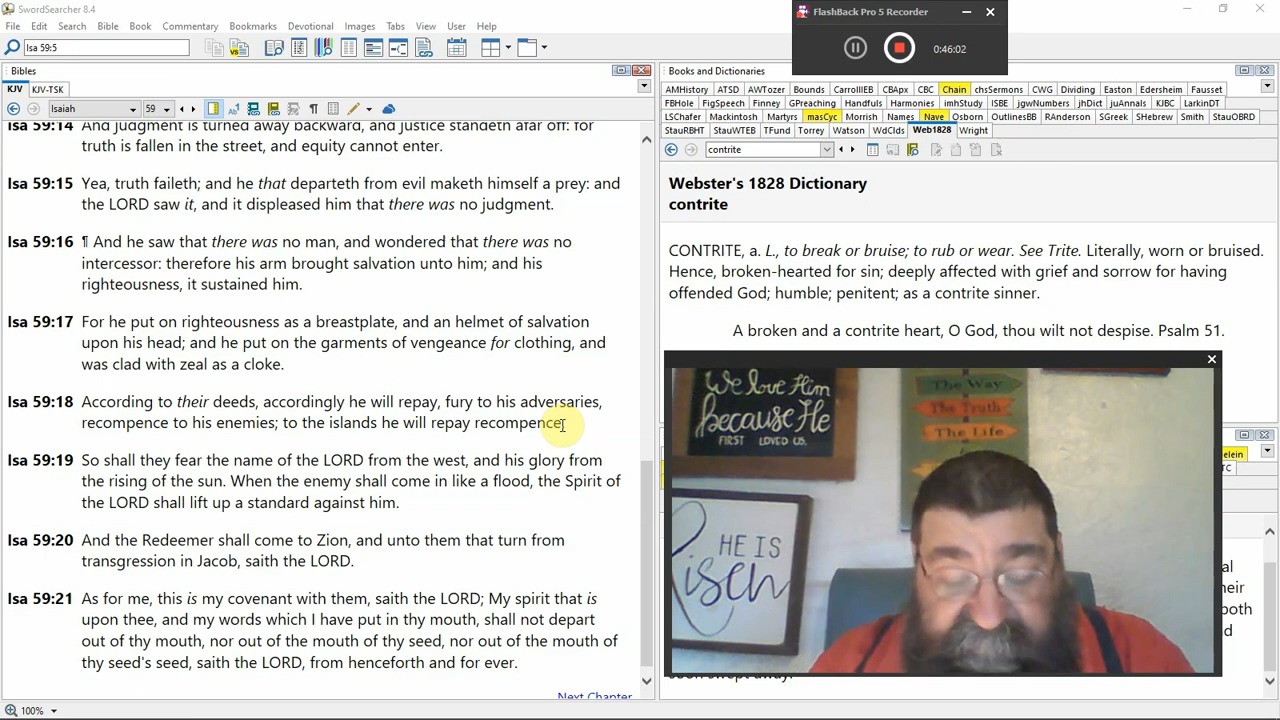 SwordSearcher 8.4
File Edit Search Bible Book Commentary Bookmarks Devotional Images Tabs View User Help
Isa 59:5
Bibles
KJV KJV-TSK
Isaiah 59
Isa 59:14 And judgment is turned away backward, and justice standeth afar off: for
truth is fallen in the street, and equity cannot enter.
Isa 59:15 Yea, truth faileth; and he that departeth from evil maketh himself a prey: and
the LORD saw it, and it displeased him that there was no judgment.
Isa 59:16 ¶ And he saw that there was no man, and wondered that there was no
intercessor: therefore his arm brought salvation unto him; and his
righteousness, it sustained him.
Isa 59:17 For he put on righteousness as a breastplate, and an helmet of salvation
upon his head; and he put on the garments of vengeance for clothing, and
was clad with zeal as a cloke.
Isa 59:18 According to their deeds, accordingly he will repay, fury to his adversaries,
recompence to his enemies; to the islands he will repay recompence.
Isa 59:19 So shall they fear the name of the LORD from the west, and his glory from
the rising of the sun. When the enemy shall come in like a flood, the Spirit of
the LORD shall lift up a standard against him.
Isa 59:20 And the Redeemer shall come to Zion, and unto them that turn from
transgression in Jacob, saith the LORD.
Isa 59:21 As for me, this is my covenant with them, saith the LORD; My spirit that is
upon thee, and my words which I have put in thy mouth, shall not depart
out of thy mouth, nor out of the mouth of thy seed, nor out of the mouth of
thy seed's seed, saith the LORD, from henceforth and for ever.
Next Chapter
100%
FlashBack Pro 5 Recorder
0:46:02
Books and Dictionaries
AMHistory ATSD AWTozer Bounds CarrollEB CBApx CBC Chain chsSermons CWG Dividing Easton Edersheim Fausset
FBHole FigSpeech Finney GPreaching Handfuls Harmonies imhStudy ISBE jgwNumbers jhDict juAnnals KJBC LarkinDT
LSChafer Mackintosh Martyrs masCyc Morrish Names Nave Osborn OutlinesBB RAnderson SGreek SHebrew Smith StauOBRD
StauRBHT StauWTEB TFund Torrey Watson WdClds Web1828 Wright
contrite
Webster's 1828 Dictionary
contrite
CONTRITE, a. L., to break or bruise; to rub or wear. See Trite. Literally, worn or bruised.
Hence, broken-hearted for sin; deeply affected with grief and sorrow for having
offended God; humble; penitent; as a contrite sinner.
A broken and a contrite heart, O God, thou wilt not despise. Psalm 51.
We love Him
because He
FIRST LOVED US.
The Way
The Truth
The Life
HE IS
Risen
elein
both